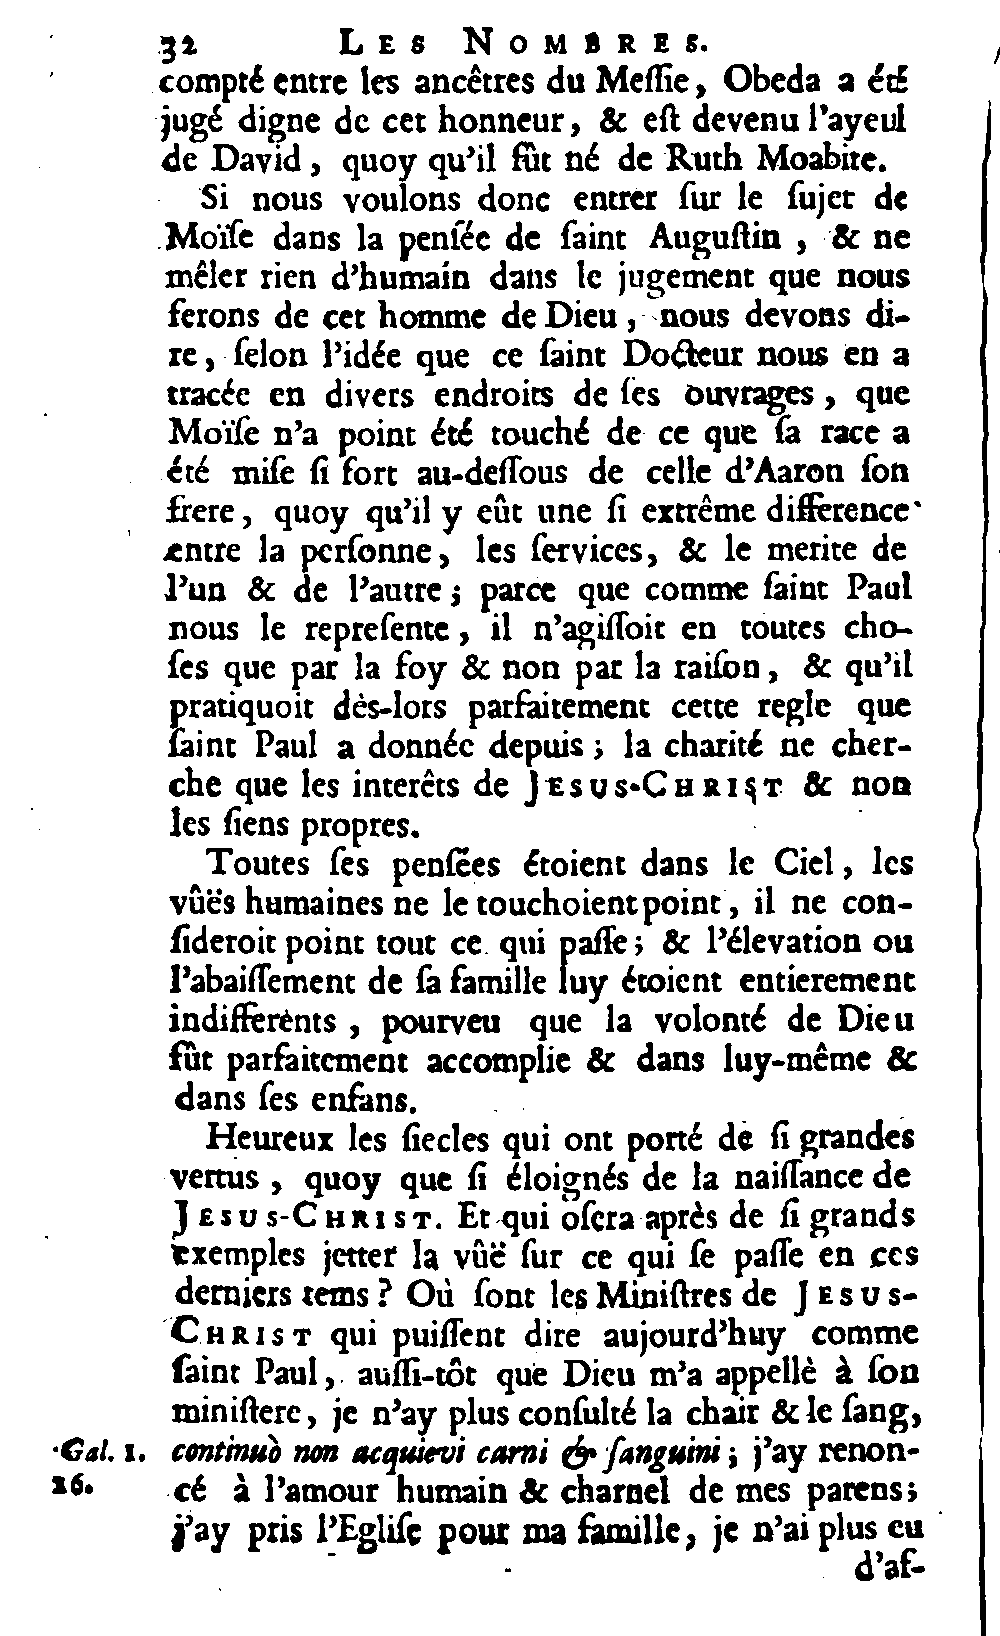 32 LES NOMBRES.
compté entre les ancêtres du Meſſie, Obeda a été
jugé digne de cet honneur, & eſt devenu l'ayeul
de David, quoy qu'il fût né de Ruth Moabite.
Si nous voulons donc entrer ſur le ſujet de
Moïſe dans la penſée de ſaint Auguſtin, & ne
mêler rien d'humain dans le jugement que nous
ferons de cet homme de Dieu, nous devons di-
re, ſelon l'idée que ce ſaint Docteur nous en a
tracée en divers endroits de ſes ouvrages, que
Moïſe n'a point été touché de ce que ſa race a
été miſe ſi fort au-deſſous de celle d'Aaron ſon
frere, quoy qu'il y eût une ſi extrême difference
entre la perſonne, les ſervices, & le merite de
l'un & de l'autre; parce que comme ſaint Paul
nous le repreſente, il n'agiſſoit en toutes cho-
ſes que par la foy & non par la raiſon, & qu'il
pratiquoit dès-lors parfaitement cette regle que
ſaint Paul a donnée depuis; la charité ne cher-
che que les interêts de JESUS-CHRIST & non
les ſiens propres.
Toutes ſes penſées étoient dans le Ciel, les
vûës humaines ne le touchoient point, il ne con-
ſideroit point tout ce qui paſſe; & l'élevation ou
l'abaiſſement de ſa famille luy étoient entierement
indifferents, pourveu que la volonté de Dieu
fût parfaitement accomplie & dans luy-même &
dans ſes enfans.
Heureux les ſiecles qui ont porté de ſi grandes
vertus, quoy que ſi éloignés de la naiſſance de
JESUS-CHRIST. Et qui oſera après de ſi grands
exemples jetter la vûë ſur ce qui ſe paſſe en ces
derniers tems? Où ſont les Miniſtres de JESUS-
CHRIST qui puiſſent dire aujourd'huy comme
ſaint Paul, auſſi-tôt que Dieu m'a appellè à ſon
miniſtere, je n'ay plus conſulté la chair & le ſang,
Gal. 1. continuò non acquievi carni & ſanguini; j'ay renon-
16. cé à l'amour humain & charnel de mes parens;
j'ay pris l'Egliſe pour ma famille, je n'ai plus eu
d'af-